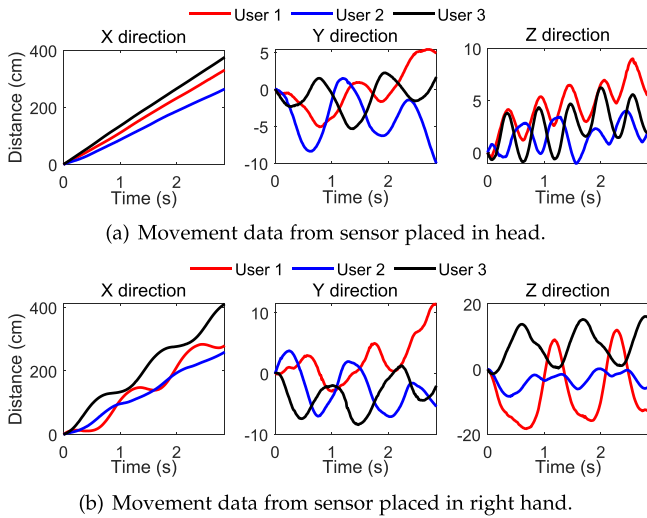 User 1 User 2 User 3
X direction Y direction Z direction
Distance (cm)
400
200
0
0 1 2
5
0
-5
-10
0 1 2
10
5
0
0 1 2
Time (s) Time (s) Time (s)
(a) Movement data from sensor placed in head.
User 1 User 2 User 3
X direction Y direction Z direction
Distance (cm)
400
200
0
0 1 2
10
0
-10
0 1 2
20
0
-20
0 1 2
Time (s) Time (s) Time (s)
(b) Movement data from sensor placed in right hand.